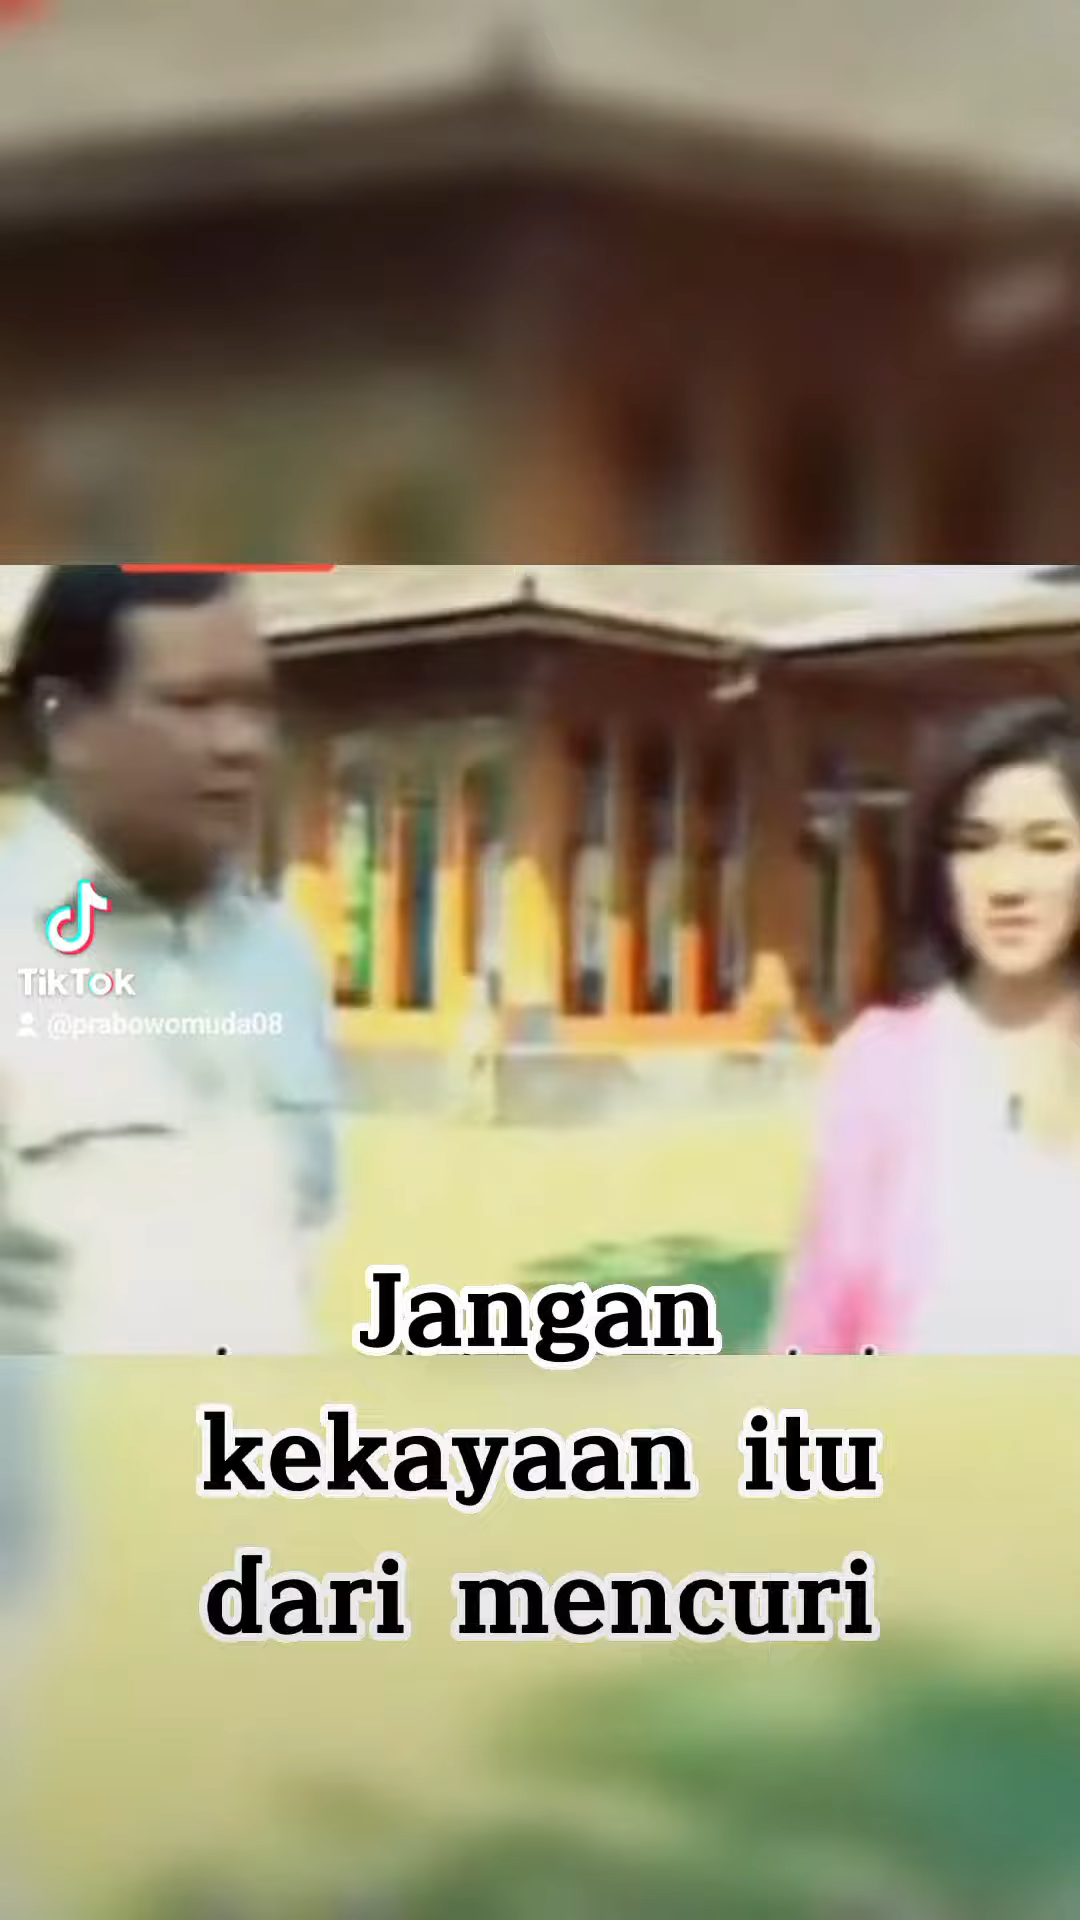 TikTok
@prabowomuda08
Jangan
kekayaan itu
dari mencuri